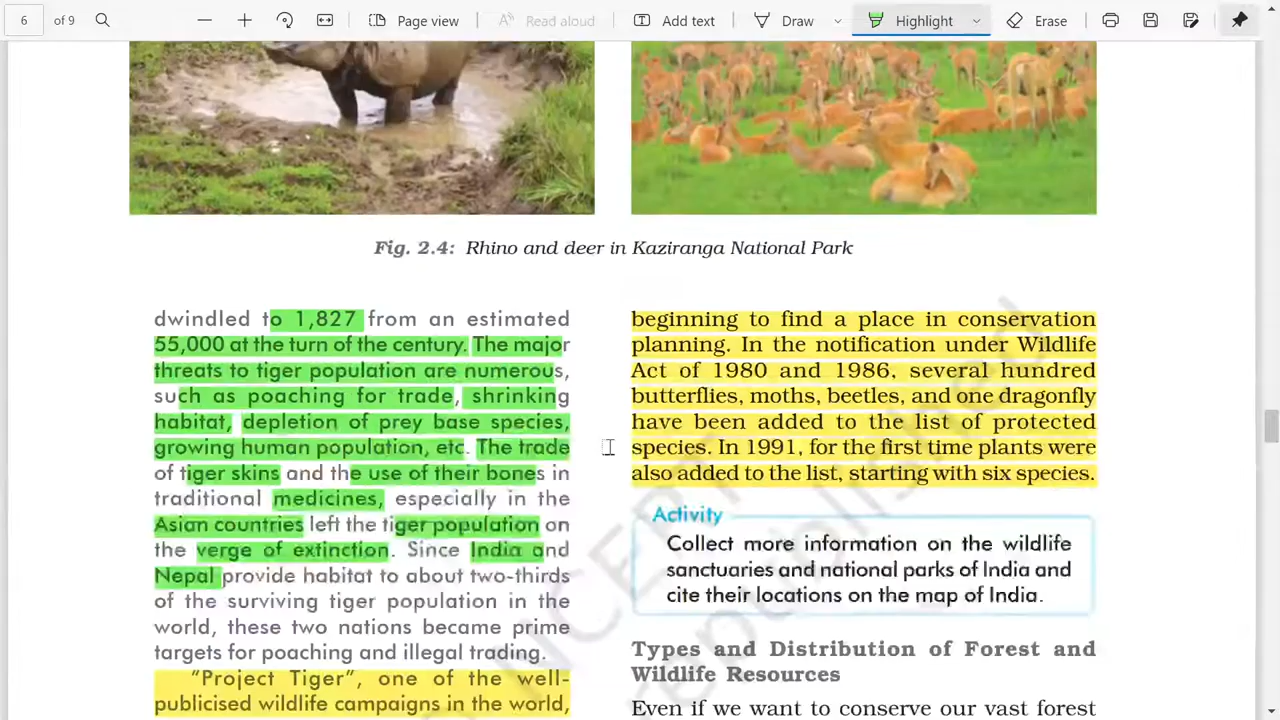 6 of 9 Page view Read aloud Add text Draw Highlight Erase
Fig. 2.4: Rhino and deer in Kaziranga National Park
dwindled to 1,827 from an estimated
55,000 at the turn of the century. The major
threats to tiger population are numerous,
such as poaching for trade, shrinking
habitat, depletion of prey base species,
growing human population, etc. The trade
of tiger skins and the use of their bones in
traditional medicines, especially in the
Asian countries left the tiger population on
the verge of extinction. Since India and
Nepal provide habitat to about two-thirds
of the surviving tiger population in the
world, these two nations became prime
targets for poaching and illegal trading.
“Project Tiger”, one of the well-
publicised wildlife campaigns in the world,
beginning to find a place in conservation
planning. In the notification under Wildlife
Act of 1980 and 1986, several hundred
butterflies, moths, beetles, and one dragonfly
have been added to the list of protected
species. In 1991, for the first time plants were
also added to the list, starting with six species.
Activity
Collect more information on the wildlife
sanctuaries and national parks of India and
cite their locations on the map of India.
Types and Distribution of Forest and
Wildlife Resources
Even if we want to conserve our vast forest
NCERT
republished